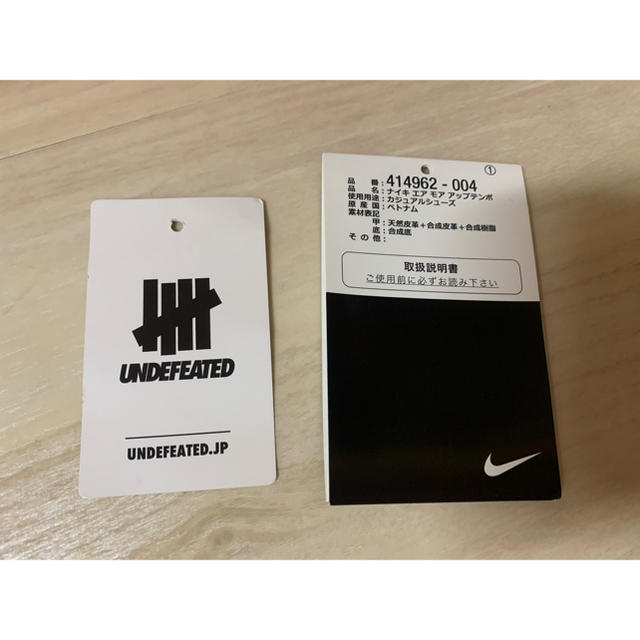 UNDEFEATED
UNDEFEATED.JP
①
品 番:414962-004
品 名:ナイキ エア モア アップテンポ
使用用途:カジュアルシューズ
原 産 国:ベトナム
素材表記
甲:天然皮革+合成皮革+合成樹脂
底:合成底
そ の 他:
取扱説明書
ご使用前に必ずお読み下さい